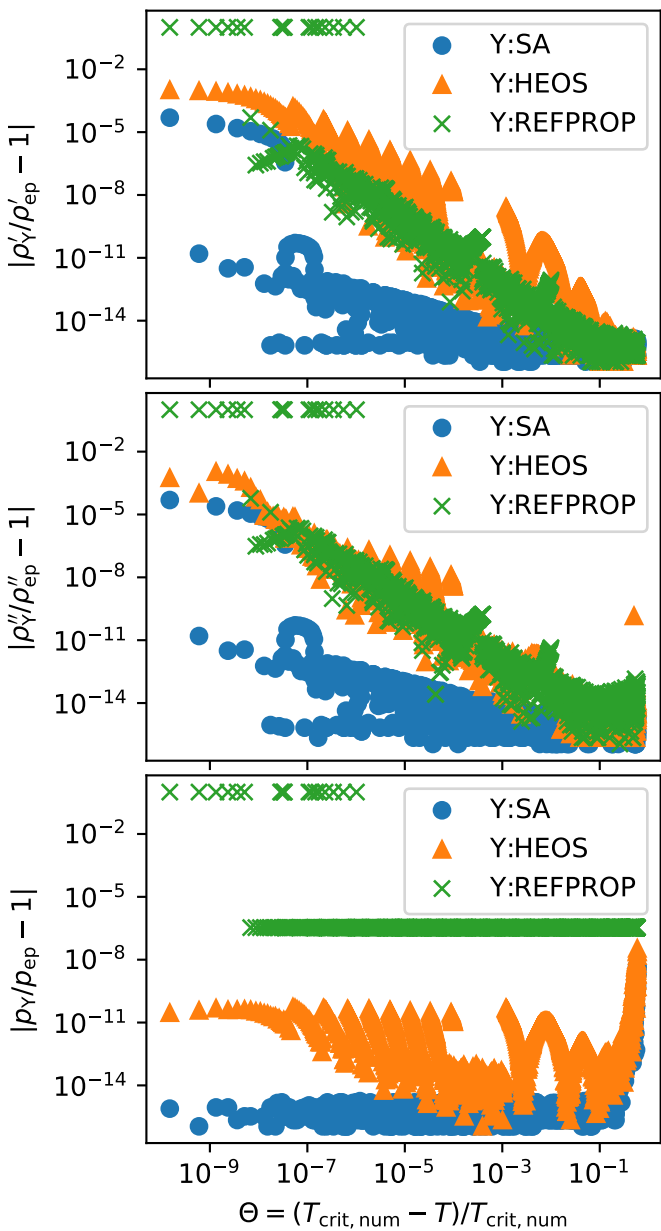 10⁻²
10⁻⁵
10⁻⁸
10⁻¹¹
10⁻¹⁴
|ρ′_Y/ρ′_ep − 1|
Y:SA
Y:HEOS
Y:REFPROP
10⁻²
10⁻⁵
10⁻⁸
10⁻¹¹
10⁻¹⁴
|ρ″_Y/ρ″_ep − 1|
Y:SA
Y:HEOS
Y:REFPROP
10⁻²
10⁻⁵
10⁻⁸
10⁻¹¹
10⁻¹⁴
|p_Y/p_ep − 1|
Y:SA
Y:HEOS
Y:REFPROP
10⁻⁹ 10⁻⁷ 10⁻⁵ 10⁻³ 10⁻¹
Θ = (T_crit,num − T)/T_crit,num